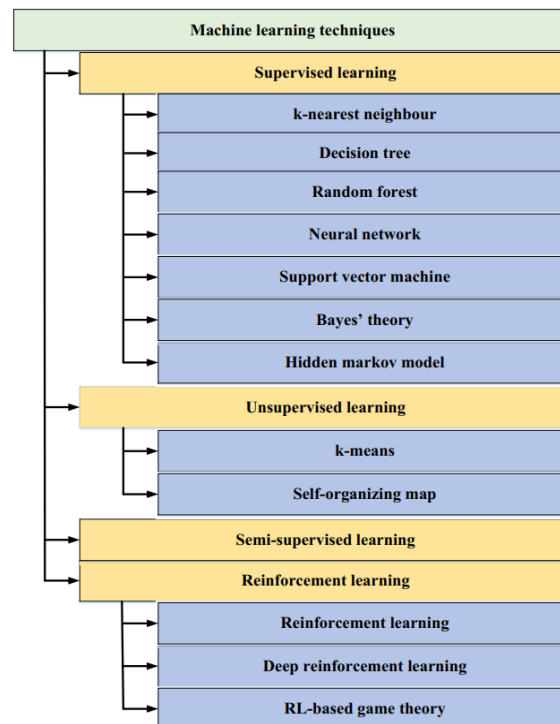 Machine learning techniques
Supervised learning
k-nearest neighbour
Decision tree
Random forest
Neural network
Support vector machine
Bayes’ theory
Hidden markov model
Unsupervised learning
k-means
Self-organizing map
Semi-supervised learning
Reinforcement learning
Reinforcement learning
Deep reinforcement learning
RL-based game theory